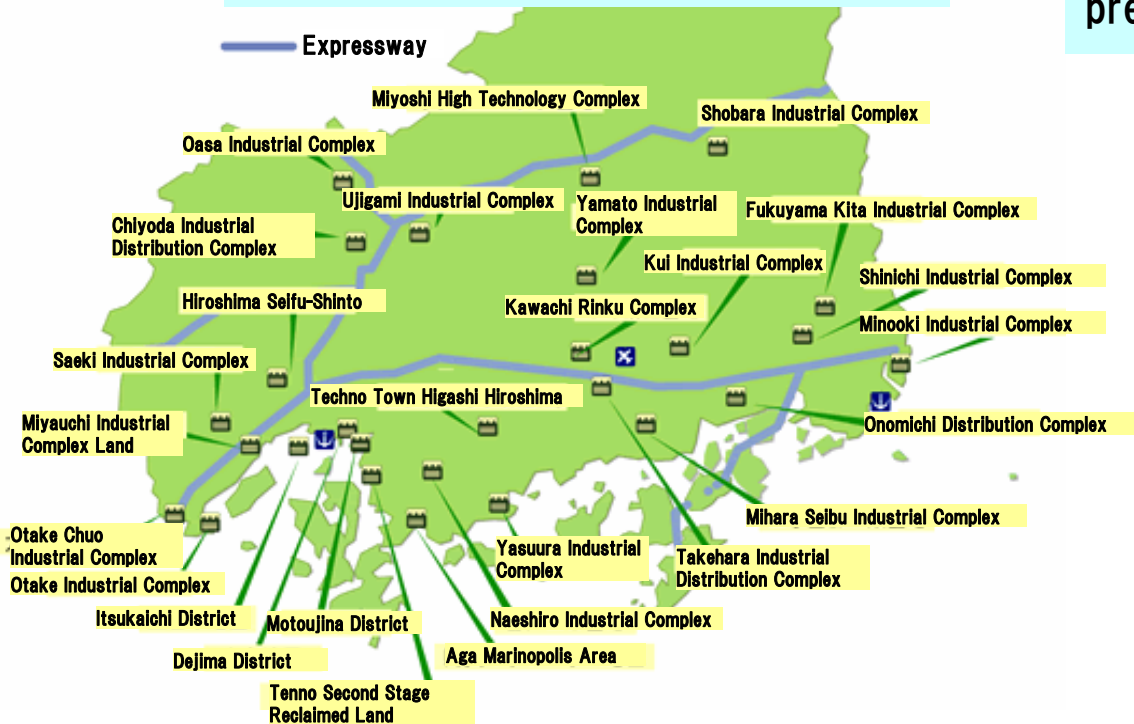 pre
Expressway
Miyoshi High Technology Complex
Shobara Industrial Complex
Oasa Industrial Complex
Ujigami Industrial Complex
Yamato Industrial
Complex
Fukuyama Kita Industrial Complex
Chiyoda Industrial
Distribution Complex
Kui Industrial Complex
Shinichi Industrial Complex
Hiroshima Seifu-Shinto
Kawachi Rinku Complex
Minooki Industrial Complex
Saeki Industrial Complex
Techno Town Higashi Hiroshima
Miyauchi Industrial
Complex Land
Onomichi Distribution Complex
Mihara Seibu Industrial Complex
Otake Chuo
Industrial Complex
Yasuura Industrial
Complex
Takehara Industrial
Distribution Complex
Otake Industrial Complex
Itsukaichi District
Motoujina District
Naeshiro Industrial Complex
Dejima District
Aga Marinopolis Area
Tenno Second Stage
Reclaimed Land